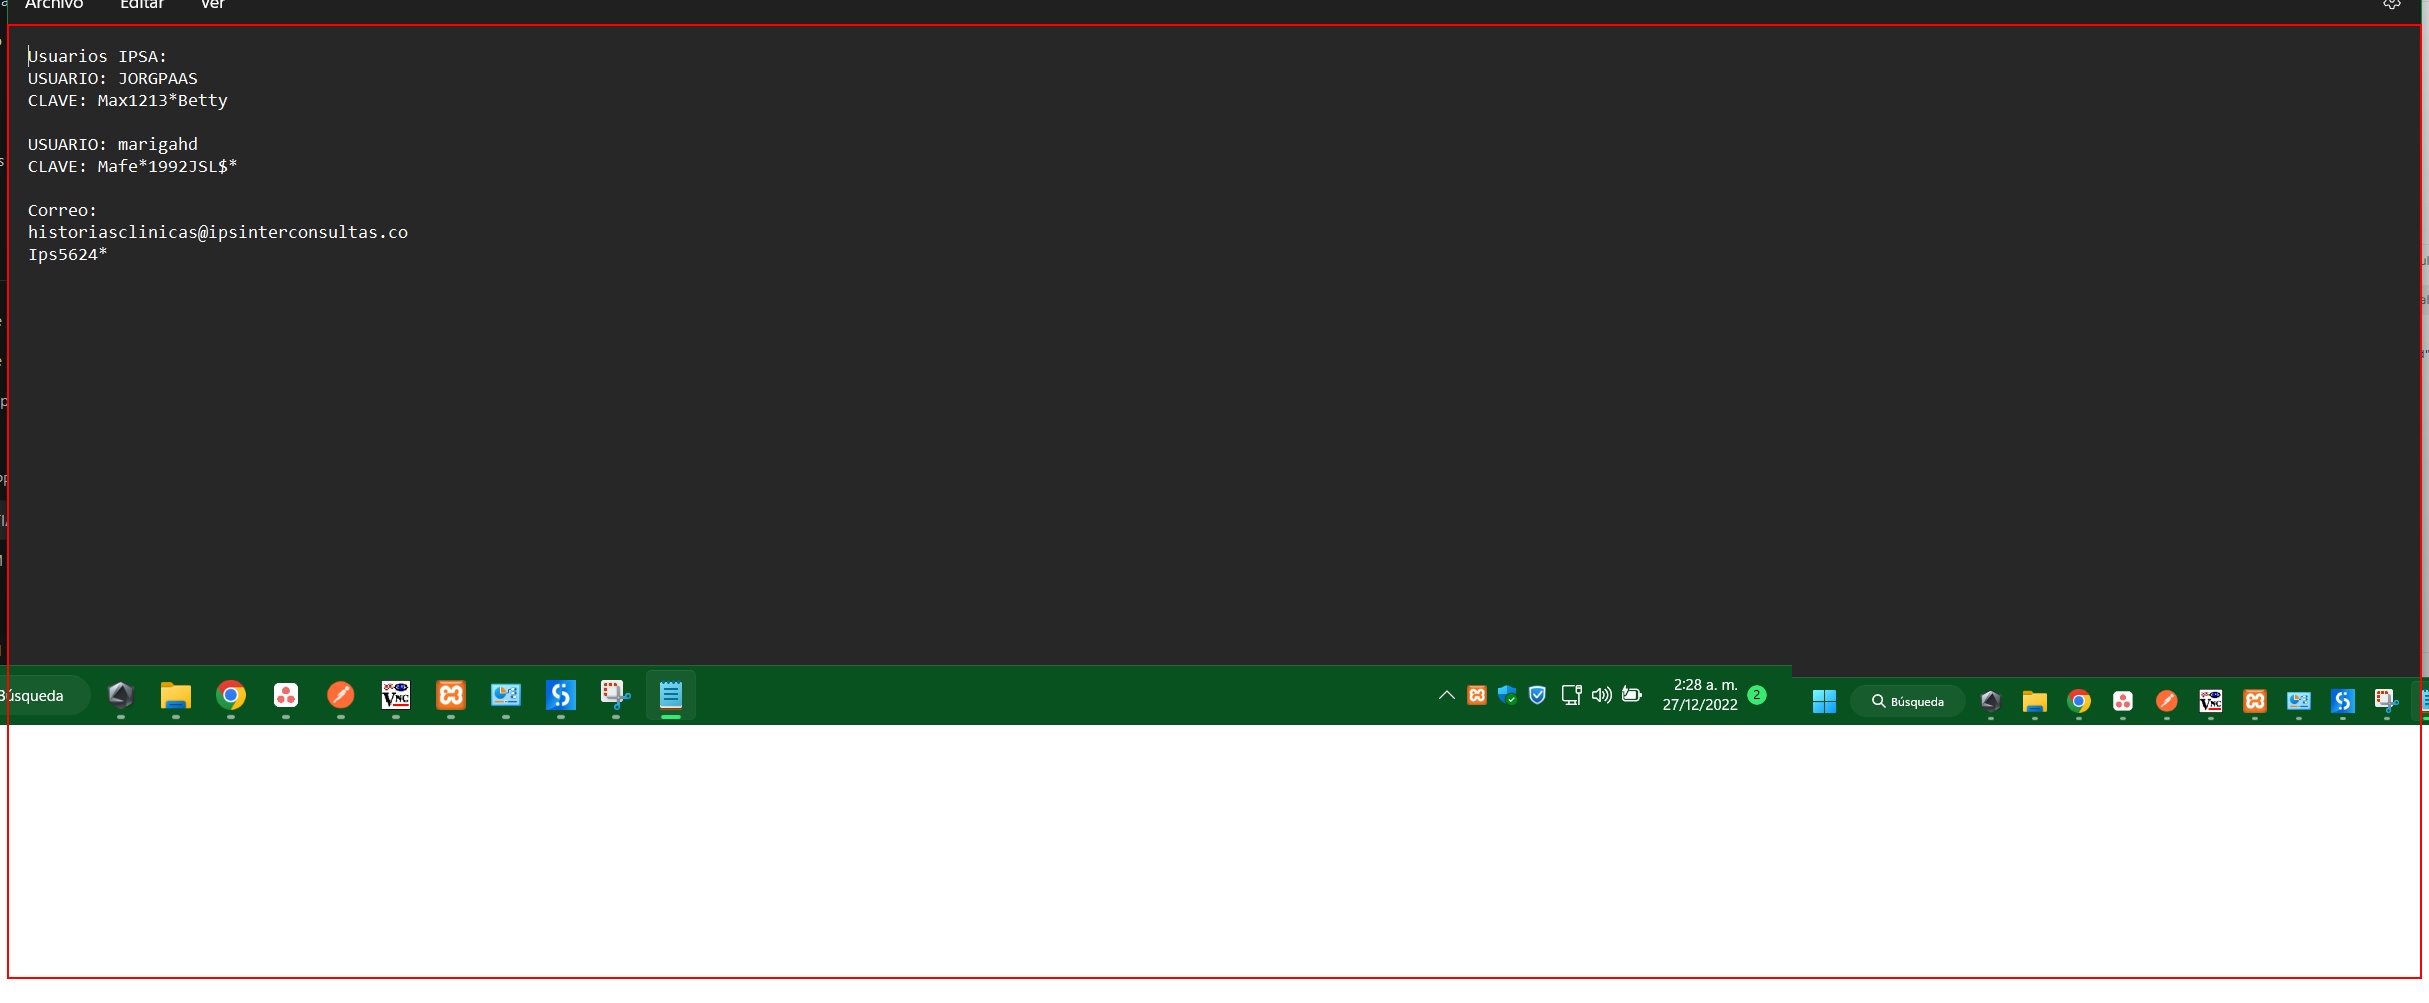 Archivo Editar Ver
Usuarios IPSA:
USUARIO: JORGPAAS
CLAVE: Max1213*Betty
USUARIO: marigahd
CLAVE: Mafe*1992JSL$*
Correo:
historiasclinicas@ipsinterconsultas.co
Ips5624*
Búsqueda
2:28 a. m.
27/12/2022
2
Búsqueda